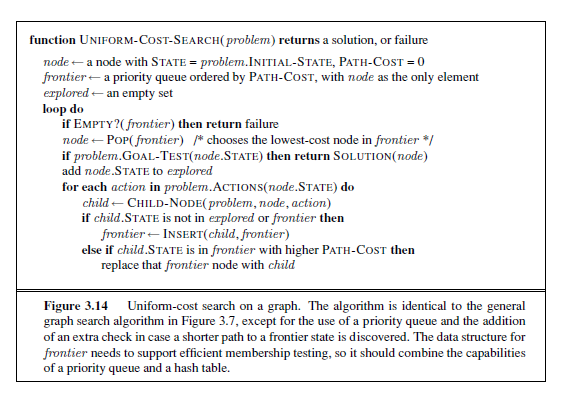 function UNIFORM-COST-SEARCH(problem) returns a solution, or failure
node ← a node with STATE = problem.INITIAL-STATE, PATH-COST = 0
frontier ← a priority queue ordered by PATH-COST, with node as the only element
explored ← an empty set
loop do
if EMPTY?(frontier) then return failure
node ← POP(frontier) /* chooses the lowest-cost node in frontier */
if problem.GOAL-TEST(node.STATE) then return SOLUTION(node)
add node.STATE to explored
for each action in problem.ACTIONS(node.STATE) do
child ← CHILD-NODE(problem, node, action)
if child.STATE is not in explored or frontier then
frontier ← INSERT(child, frontier)
else if child.STATE is in frontier with higher PATH-COST then
replace that frontier node with child
Figure 3.14 Uniform-cost search on a graph. The algorithm is identical to the general
graph search algorithm in Figure 3.7, except for the use of a priority queue and the addition
of an extra check in case a shorter path to a frontier state is discovered. The data structure for
frontier needs to support efficient membership testing, so it should combine the capabilities
of a priority queue and a hash table.